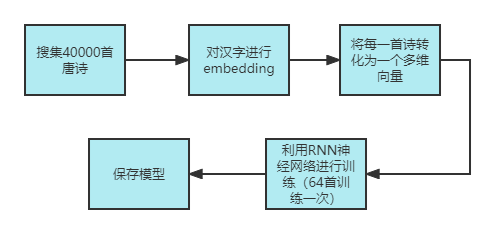 搜集40000首
唐诗
对汉字进行
embedding
将每一首诗转
化为一个多维
向量
利用RNN神
经网络进行训
练（64首训
练一次）
保存模型